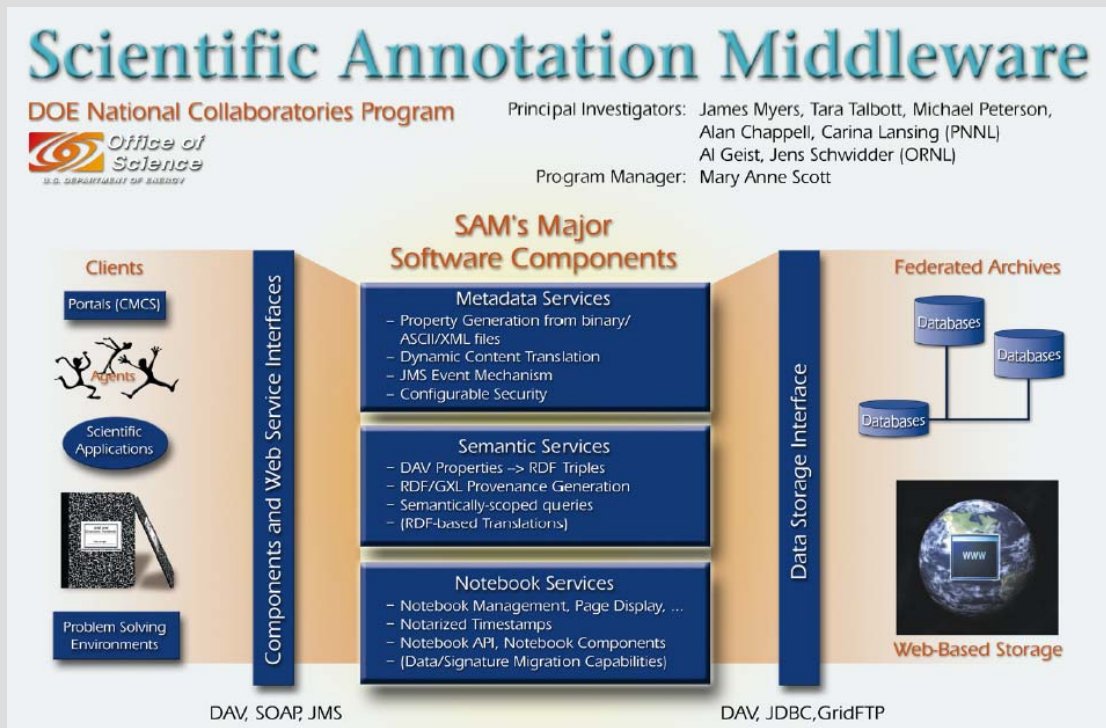 Scientific Annotation Middleware
DOE National Collaboratories Program
Office of
Science
U.S. DEPARTMENT OF ENERGY
Principal Investigators: James Myers, Tara Talbott, Michael Peterson,
Alan Chappell, Carina Lansing (PNNL)
Al Geist, Jens Schwidder (ORNL)
Program Manager: Mary Anne Scott
SAM's Major
Software Components
Clients
Portals (CMCS)
Agents
Scientific
Applications
Problem Solving
Environments
Components and Web Service Interfaces
DAV, SOAP, JMS
Metadata Services
– Property Generation from binary/
ASCII/XML files
– Dynamic Content Translation
– JMS Event Mechanism
– Configurable Security
Semantic Services
– DAV Properties --> RDF Triples
– RDF/GXL Provenance Generation
– Semantically-scoped queries
– (RDF-based Translations)
Notebook Services
– Notebook Management, Page Display, ...
– Notarized Timestamps
– Notebook API, Notebook Components
– (Data/Signature Migration Capabilities)
Data Storage Interface
DAV, JDBC,GridFTP
Federated Archives
Databases
Databases
Databases
WWW
Web-Based Storage